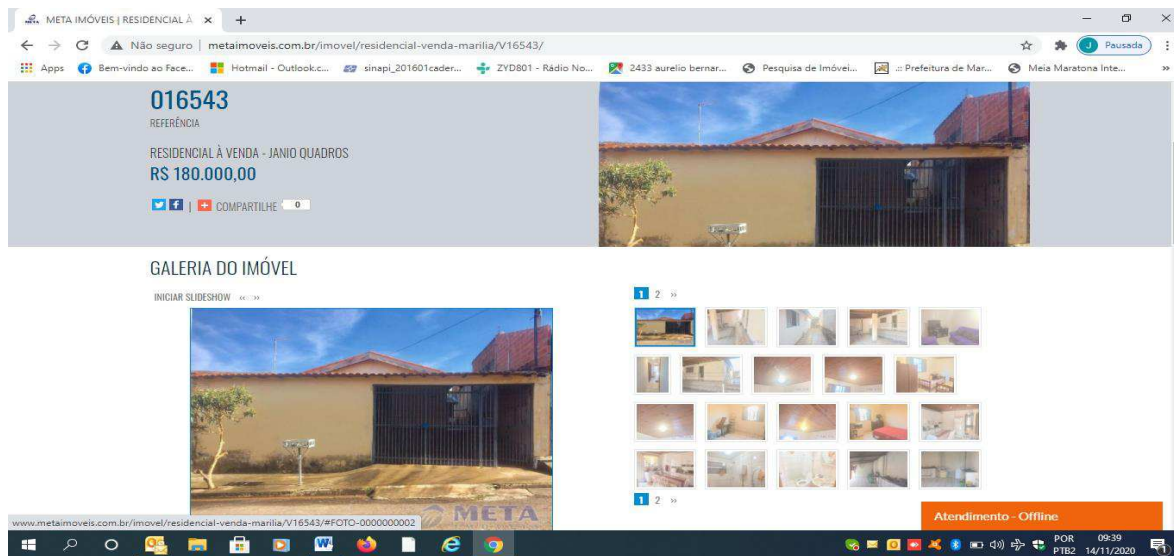 META IMÓVEIS | RESIDENCIAL À
Não seguro | metaimoveis.com.br/imovel/residencial-venda-marilia/V16543/
Pausada
Apps
Bem-vindo ao Face...
Hotmail - Outlook.c...
sinapi_201601cader...
ZYD801 - Rádio No...
2433 aurelio bernar...
Pesquisa de Imóvei...
.:: Prefeitura de Mar...
Meia Maratona Inte...
016543
REFERÊNCIA
RESIDENCIAL À VENDA - JANIO QUADROS
R$ 180.000,00
COMPARTILHE 0
GALERIA DO IMÓVEL
INICIAR SLIDESHOW ‹‹ ››
1 2 ››
META
1 2 ››
Atendimento - Offline
www.metaimoveis.com.br/imovel/residencial-venda-marilia/V16543/#FOTO-0000000002
POR 09:39
PTB2 14/11/2020